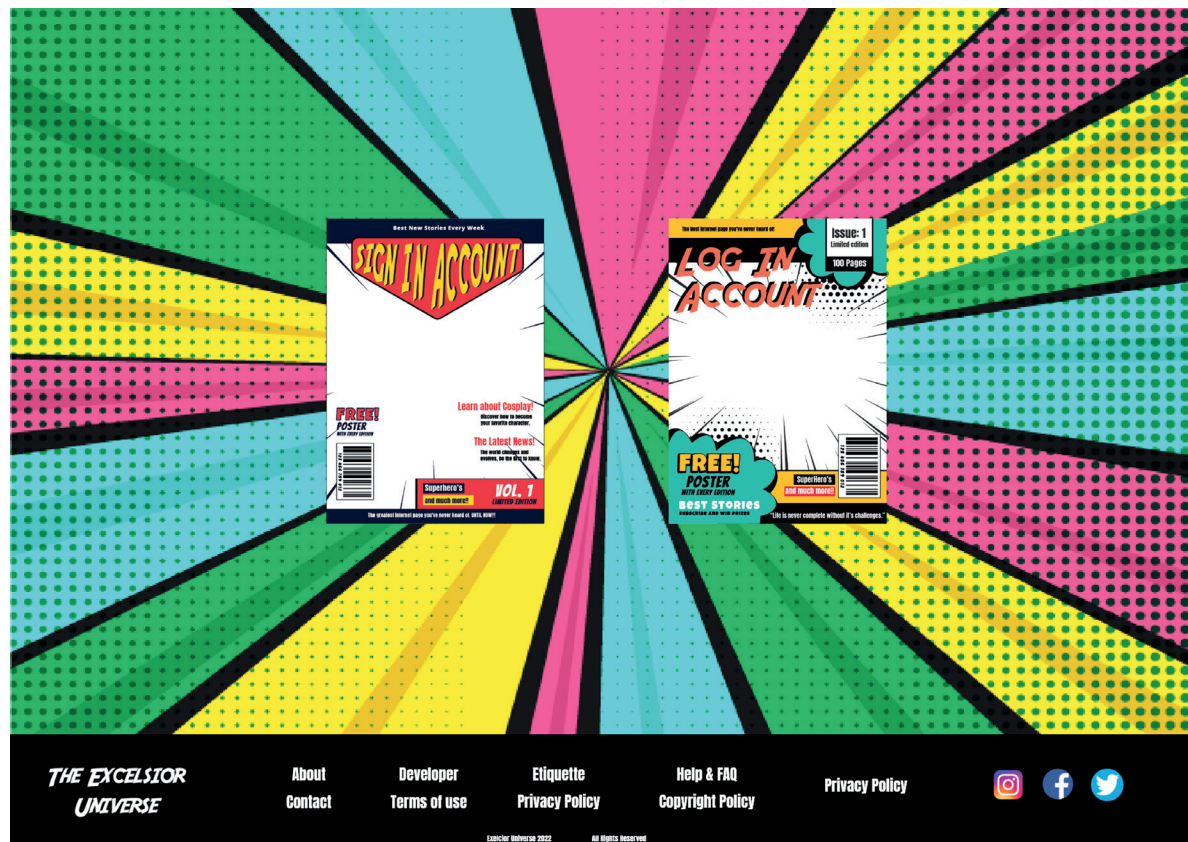 Best New Stories Every Week
SIGN IN ACCOUNT
Learn about Cosplay!
Discover how to become
your favorite character.
The Latest News!
The world changes and
evolves, be the first to know.
FREE!
POSTER
WITH EVERY EDITION
Superhero's
and much more!!
VOL. 1
LIMITED EDITION
The greatest internet page you've never heard of. UNTIL NOW!!!
The best internet page you've never heard of!
Issue: 1
Limited edition
100 Pages
LOG IN
ACCOUNT
FREE!
POSTER
WITH EVERY EDITION
BEST STORIES
SUBSCRIBE AND WIN PRIZES
SuperHero's
and much more!!
"Life is never complete without it's challenges."
THE EXCELSIOR
UNIVERSE
About
Contact
Developer
Terms of use
Etiquette
Privacy Policy
Help & FAQ
Copyright Policy
Privacy Policy
Exelcior Universe 2022
All Rights Reserved